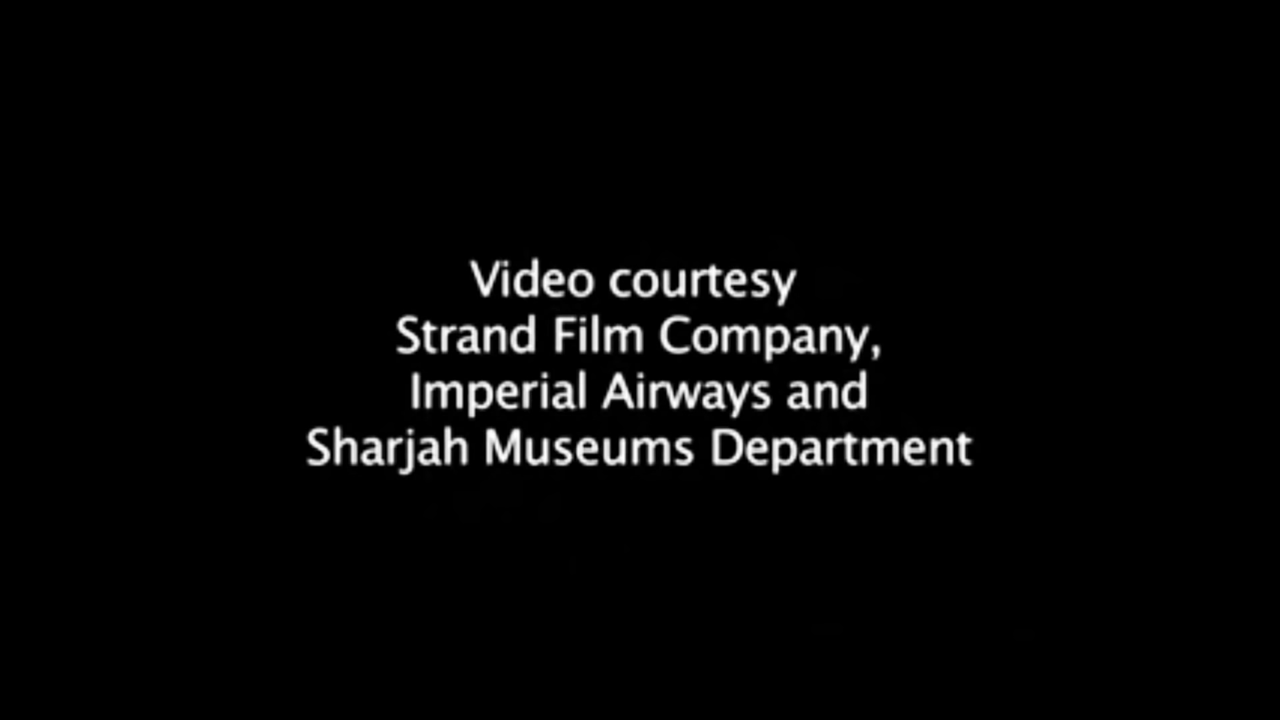 Video courtesy
Strand Film Company,
Imperial Airways and
Sharjah Museums Department